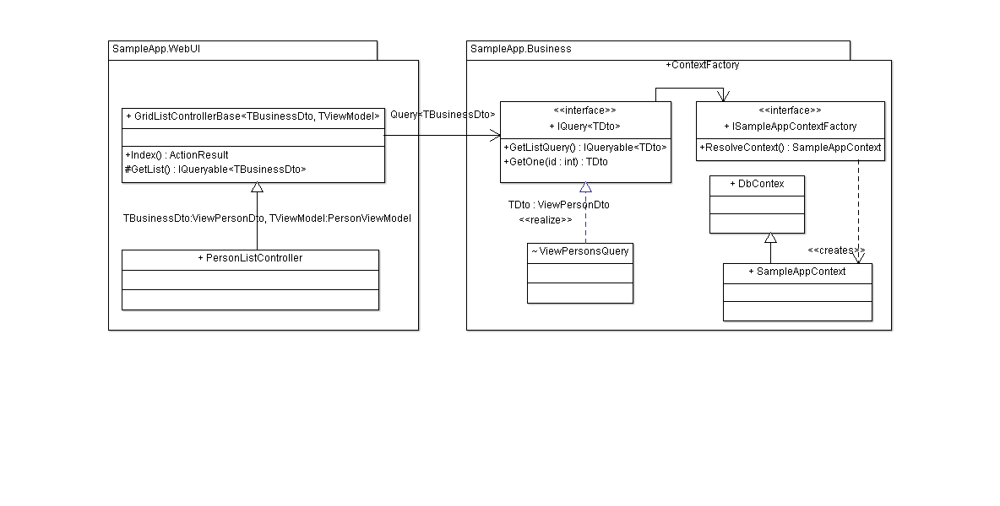 SampleApp.WebUI
+ GridListControllerBase<TBusinessDto, TViewModel>
+Index() : ActionResult
#GetList() : IQueryable<TBusinessDto>
TBusinessDto:ViewPersonDto, TViewModel:PersonViewModel
+ PersonListController
Query<TBusinessDto>
SampleApp.Business
+ContextFactory
<<interface>>
+ IQuery<TDto>
+GetListQuery() : IQueryable<TDto>
+GetOne(id : int) : TDto
TDto : ViewPersonDto
<<realize>>
~ ViewPersonsQuery
<<interface>>
+ ISampleAppContextFactory
+ResolveContext() : SampleAppContext
+ DbContex
<<creates>>
+ SampleAppContext